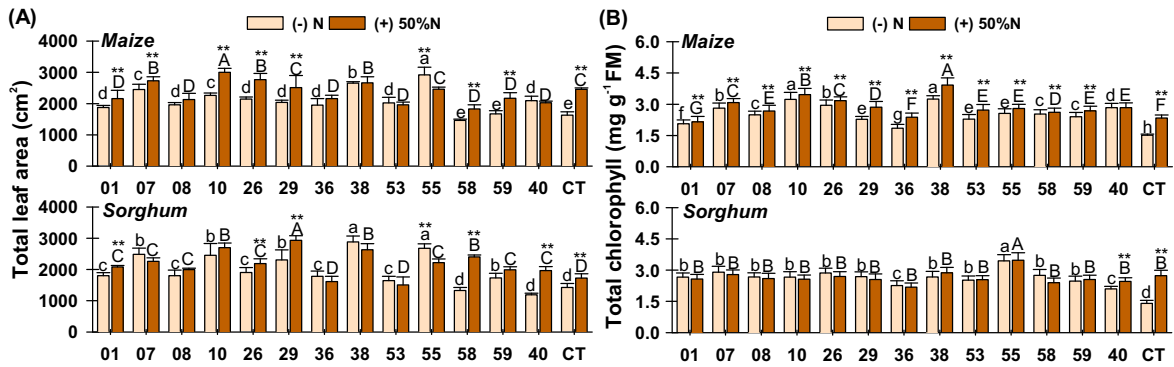 (A)
(-) N (+) 50%N
Maize
Total leaf area (cm²)
4000
3000
2000
1000
0
d ** D c ** B d D c ** A c ** B c ** D d D b B d D ** a C e ** D e ** D d D e ** C
01 07 08 10 26 29 36 38 53 55 58 59 40 CT
Sorghum
4000
3000
2000
1000
0
c ** C b C c C b B c ** C b ** A c D a B c D ** a C d ** B c C d ** C c ** D
01 07 08 10 26 29 36 38 53 55 58 59 40 CT
(B)
(-) N (+) 50%N
Maize
Total chlorophyll (mg g⁻¹ FM)
6.0
4.5
3.0
1.5
0.0
f ** G b ** C c ** E a ** B b ** C e ** D g ** F a ** A e ** E c ** E c ** D e ** E d E h ** F
01 07 08 10 26 29 36 38 53 55 58 59 40 CT
Sorghum
6.0
4.5
3.0
1.5
0.0
b B b B b B b B b B b B c B b B b B a A b B b B c ** B d ** B
01 07 08 10 26 29 36 38 53 55 58 59 40 CT